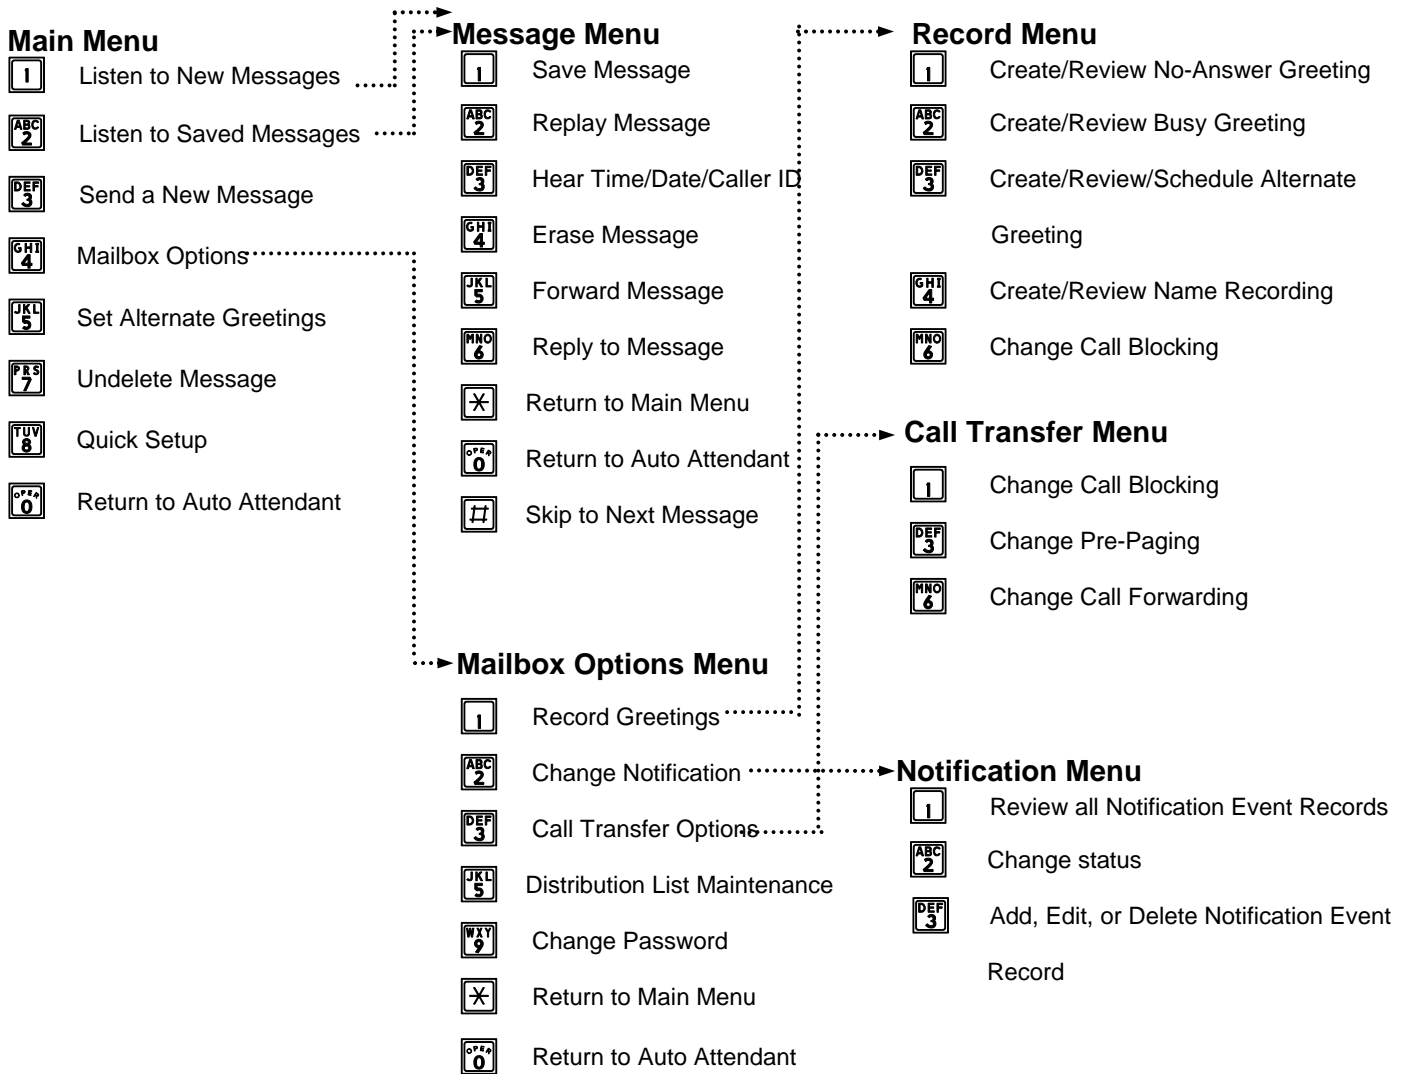 Main Menu
1 Listen to New Messages
ABC 2 Listen to Saved Messages
DEF 3 Send a New Message
GHI 4 Mailbox Options
JKL 5 Set Alternate Greetings
PRS 7 Undelete Message
TUV 8 Quick Setup
OPER 0 Return to Auto Attendant
Message Menu
1 Save Message
ABC 2 Replay Message
DEF 3 Hear Time/Date/Caller ID
GHI 4 Erase Message
JKL 5 Forward Message
MNO 6 Reply to Message
* Return to Main Menu
OPER 0 Return to Auto Attendant
# Skip to Next Message
Mailbox Options Menu
1 Record Greetings
ABC 2 Change Notification
DEF 3 Call Transfer Options
JKL 5 Distribution List Maintenance
WXY 9 Change Password
* Return to Main Menu
OPER 0 Return to Auto Attendant
Record Menu
1 Create/Review No-Answer Greeting
ABC 2 Create/Review Busy Greeting
DEF 3 Create/Review/Schedule Alternate
Greeting
GHI 4 Create/Review Name Recording
MNO 6 Change Call Blocking
Call Transfer Menu
1 Change Call Blocking
DEF 3 Change Pre-Paging
MNO 6 Change Call Forwarding
Notification Menu
1 Review all Notification Event Records
ABC 2 Change status
DEF 3 Add, Edit, or Delete Notification Event
Record